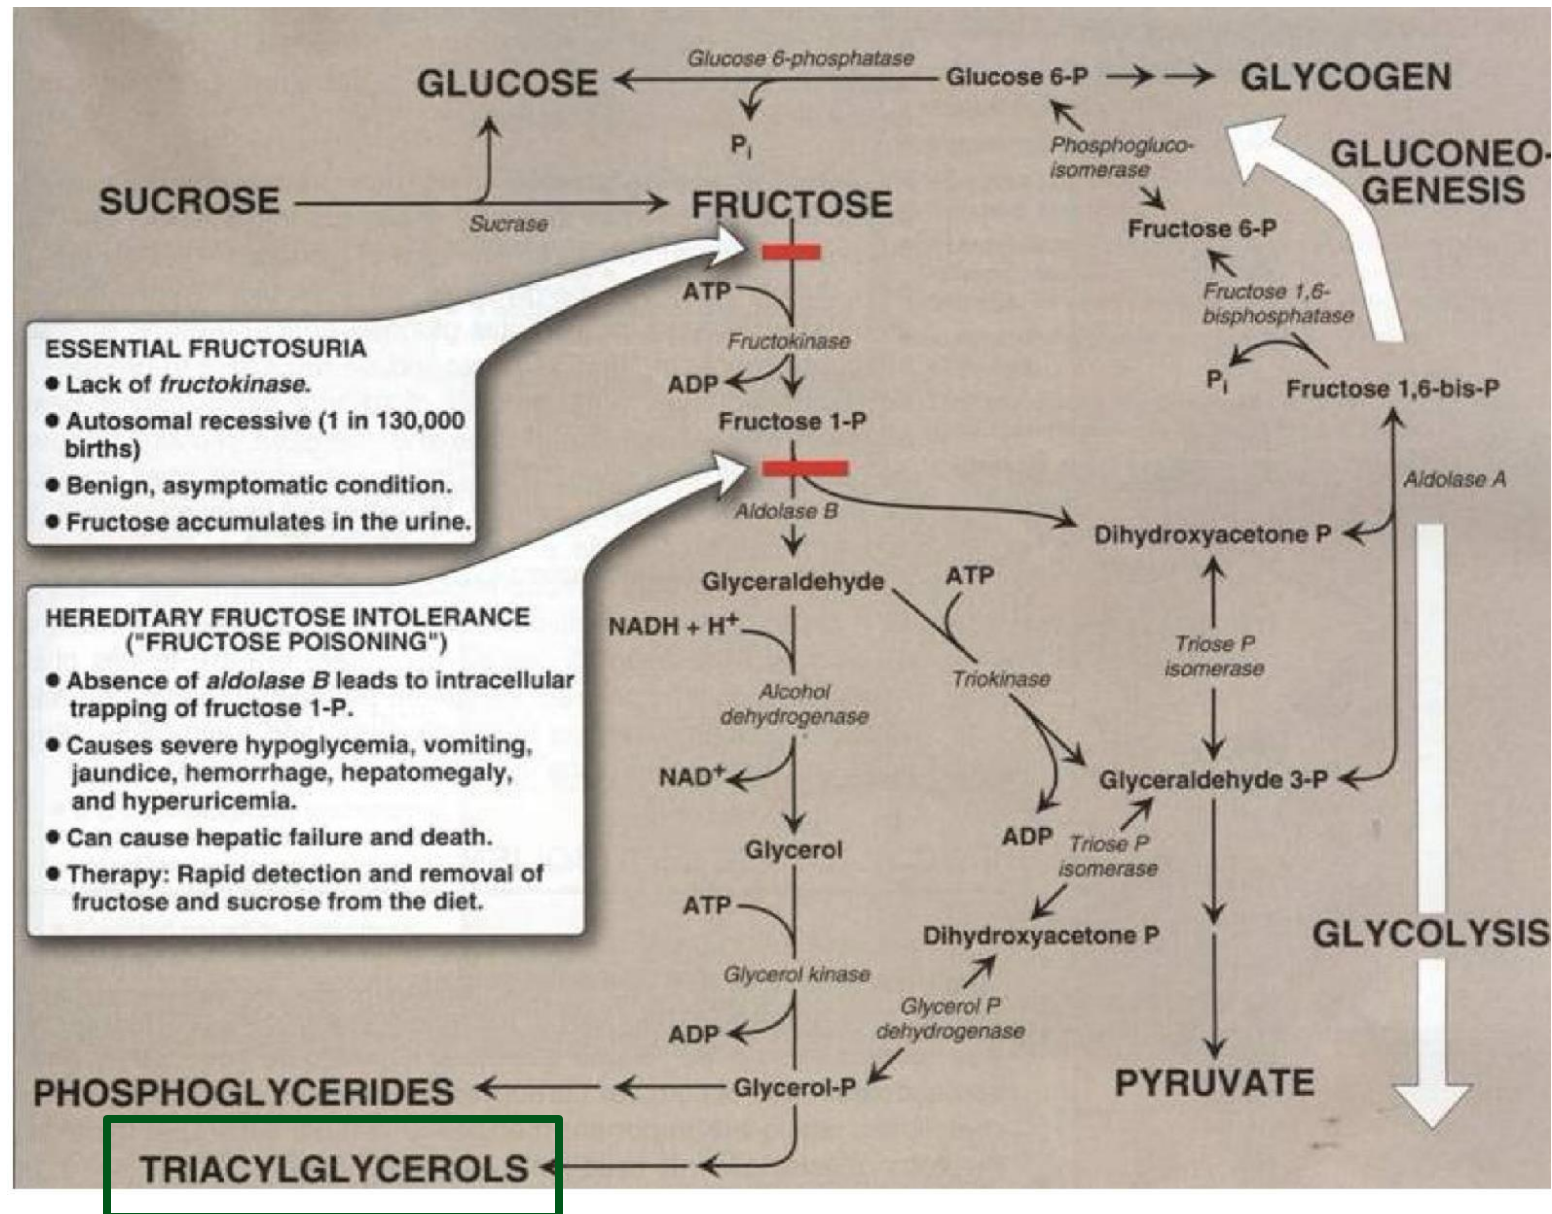 GLUCOSE
Glucose 6-phosphatase
Glucose 6-P
GLYCOGEN
Pi
Phosphogluco-
isomerase
GLUCONEO-
GENESIS
SUCROSE
Sucrase
FRUCTOSE
Fructose 6-P
ATP
Fructose 1,6-
bisphosphatase
Fructokinase
ADP
Pi
Fructose 1,6-bis-P
ESSENTIAL FRUCTOSURIA
● Lack of fructokinase.
● Autosomal recessive (1 in 130,000
births)
● Benign, asymptomatic condition.
● Fructose accumulates in the urine.
Fructose 1-P
Aldolase A
Aldolase B
Dihydroxyacetone P
Glyceraldehyde
ATP
HEREDITARY FRUCTOSE INTOLERANCE
("FRUCTOSE POISONING")
● Absence of aldolase B leads to intracellular
trapping of fructose 1-P.
● Causes severe hypoglycemia, vomiting,
jaundice, hemorrhage, hepatomegaly,
and hyperuricemia.
● Can cause hepatic failure and death.
● Therapy: Rapid detection and removal of
fructose and sucrose from the diet.
NADH + H+
Triose P
isomerase
Alcohol
dehydrogenase
Triokinase
NAD+
Glyceraldehyde 3-P
ADP
Triose P
isomerase
Glycerol
ATP
Dihydroxyacetone P
GLYCOLYSIS
Glycerol kinase
Glycerol P
dehydrogenase
ADP
PHOSPHOGLYCERIDES
Glycerol-P
PYRUVATE
TRIACYLGLYCEROLS